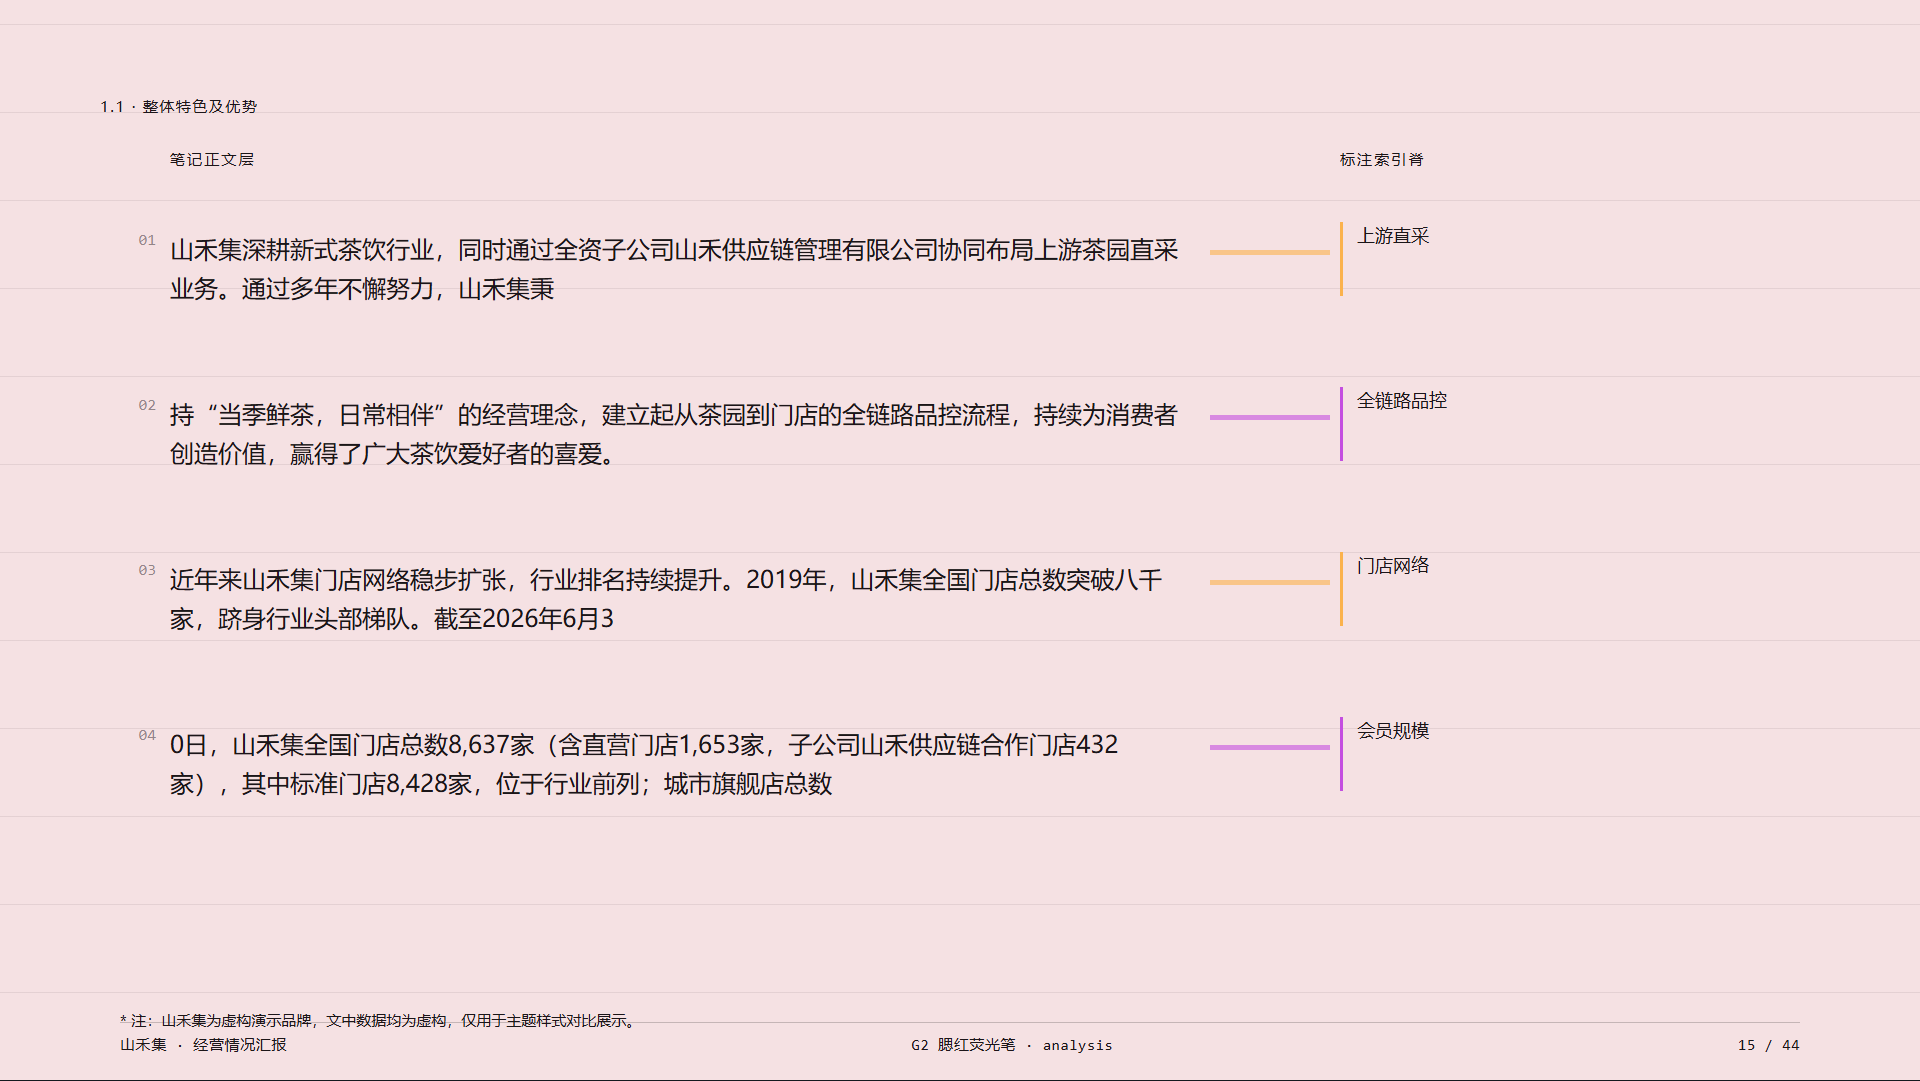 1.1 · 整体特色及优势
笔记正文层
标注索引脊
01
山禾集深耕新式茶饮行业，同时通过全资子公司山禾供应链管理有限公司协同布局上游茶园直采
业务。通过多年不懈努力，山禾集秉
上游直采
02
持“当季鲜茶，日常相伴”的经营理念，建立起从茶园到门店的全链路品控流程，持续为消费者
创造价值，赢得了广大茶饮爱好者的喜爱。
全链路品控
03
近年来山禾集门店网络稳步扩张，行业排名持续提升。2019年，山禾集全国门店总数突破八千
家，跻身行业头部梯队。截至2026年6月3
门店网络
04
0日，山禾集全国门店总数8,637家（含直营门店1,653家，子公司山禾供应链合作门店432
家），其中标准门店8,428家，位于行业前列；城市旗舰店总数
会员规模
* 注：山禾集为虚构演示品牌，文中数据均为虚构，仅用于主题样式对比展示。
山禾集 · 经营情况汇报
G2 腮红荧光笔 · analysis
15 / 44